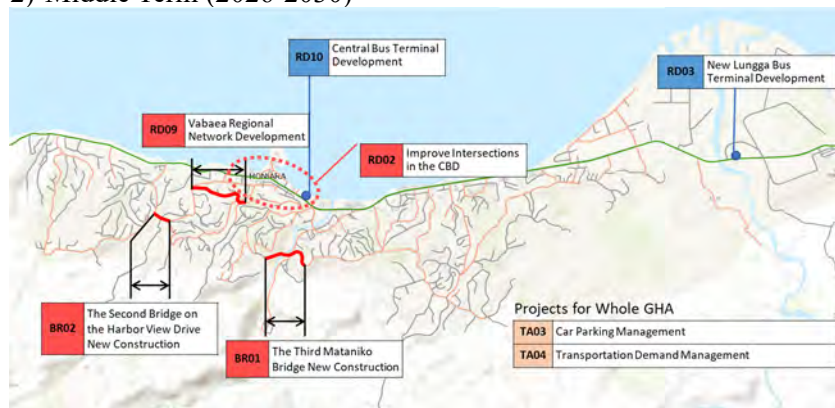 2) Middle Term (2026-2030)
RD10 Central Bus Terminal
Development
RD03 New Lungga Bus
Terminal Development
RD09 Vabaea Regional
Network Development
RD02 Improve Intersections
in the CBD
HONIARA
BR02 The Second Bridge on
the Harbor View Drive
New Construction
BR01 The Third Mataniko
Bridge New Construction
Projects for Whole GHA
TA03 Car Parking Management
TA04 Transportation Demand Management